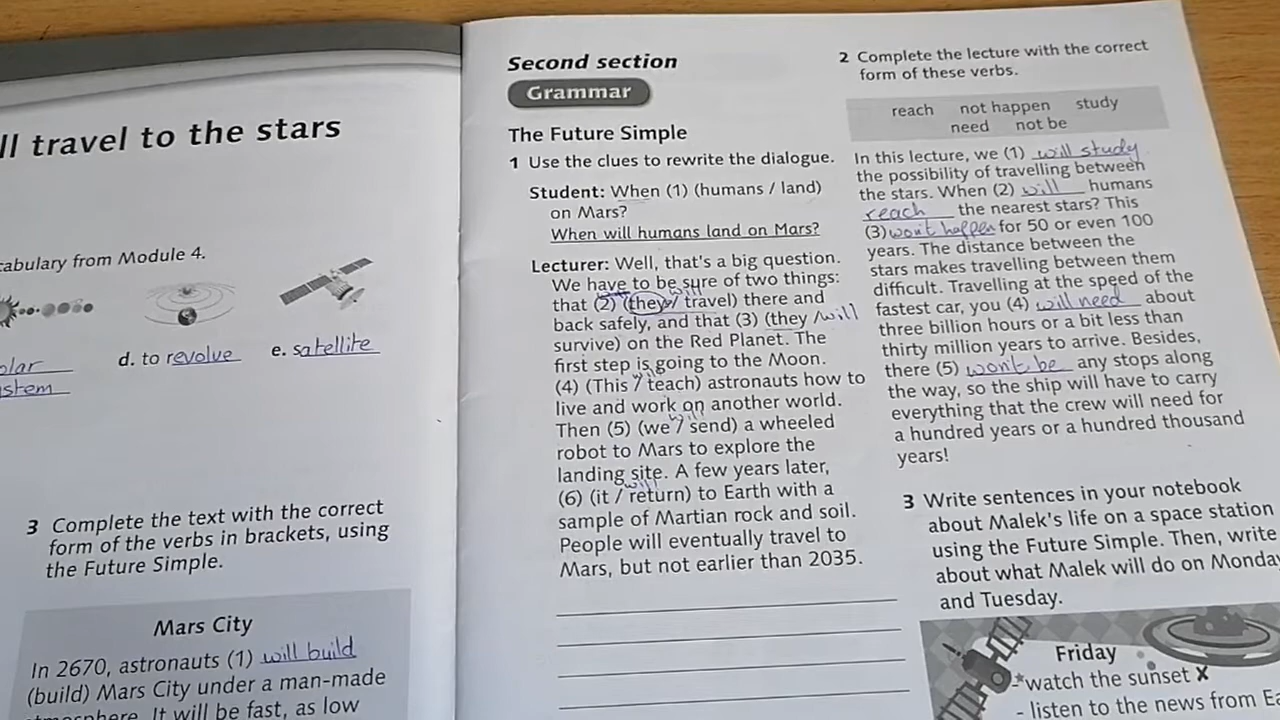 ll travel to the stars
cabulary from Module 4.
olar
stem
d. to revolve
e. satellite
3 Complete the text with the correct
form of the verbs in brackets, using
the Future Simple.
Mars City
In 2670, astronauts (1) will build
(build) Mars City under a man-made
It will be fast, as low
Second section
Grammar
The Future Simple
1 Use the clues to rewrite the dialogue.
Student: When (1) (humans / land)
on Mars?
When will humans land on Mars?
Lecturer: Well, that's a big question.
We have to be sure of two things:
will
that (2) (they / travel) there and
back safely, and that (3) (they / will
survive) on the Red Planet. The
first step is going to the Moon.
will
(4) (This / teach) astronauts how to
live and work on another world.
will
Then (5) (we / send) a wheeled
robot to Mars to explore the
landing site. A few years later,
will
(6) (it / return) to Earth with a
sample of Martian rock and soil.
People will eventually travel to
Mars, but not earlier than 2035.
2 Complete the lecture with the correct
form of these verbs.
reach not happen study
need not be
In this lecture, we (1) will study
the possibility of travelling between
the stars. When (2) will humans
reach the nearest stars? This
(3) won't happen for 50 or even 100
years. The distance between the
stars makes travelling between them
difficult. Travelling at the speed of the
fastest car, you (4) will need about
three billion hours or a bit less than
thirty million years to arrive. Besides,
there (5) won't be any stops along
the way, so the ship will have to carry
everything that the crew will need for
a hundred years or a hundred thousand
years!
3 Write sentences in your notebook
about Malek's life on a space station
using the Future Simple. Then, write
about what Malek will do on Monday
and Tuesday.
Friday
- watch the sunset ✗
- listen to the news from Ea